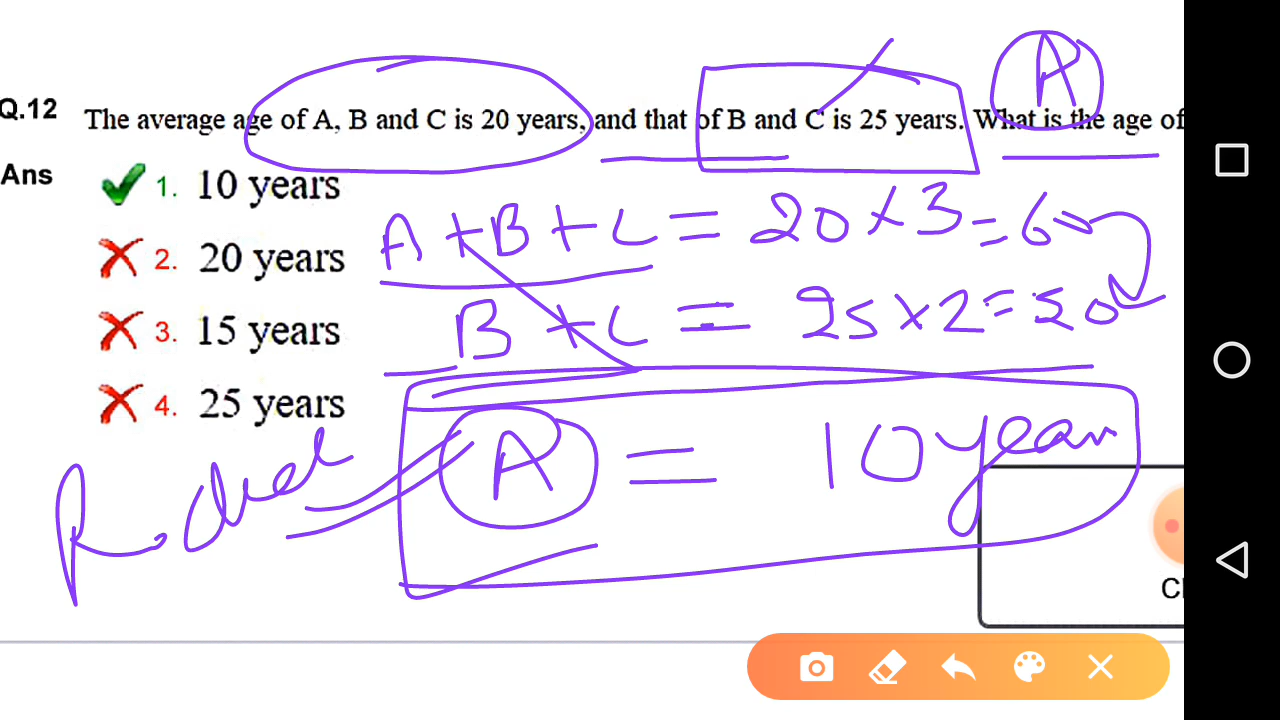 Q.12 The average age of A, B and C is 20 years, and that of B and C is 25 years. What is the age of
A
Ans
1. 10 years
2. 20 years
3. 15 years
4. 25 years
A + B + C = 20 × 3 = 60
B + C = 25 × 2 = 50
A = 10 year